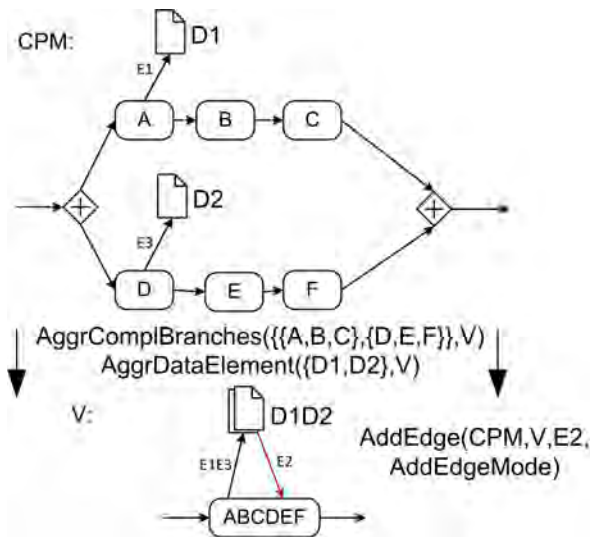 CPM:
D1
E1
A
B
C
D2
E3
D
E
F
AggrComplBranches({{A,B,C},{D,E,F}},V)
AggrDataElement({D1,D2},V)
V:
D1D2
E1E3
E2
ABCDEF
AddEdge(CPM,V,E2,
AddEdgeMode)